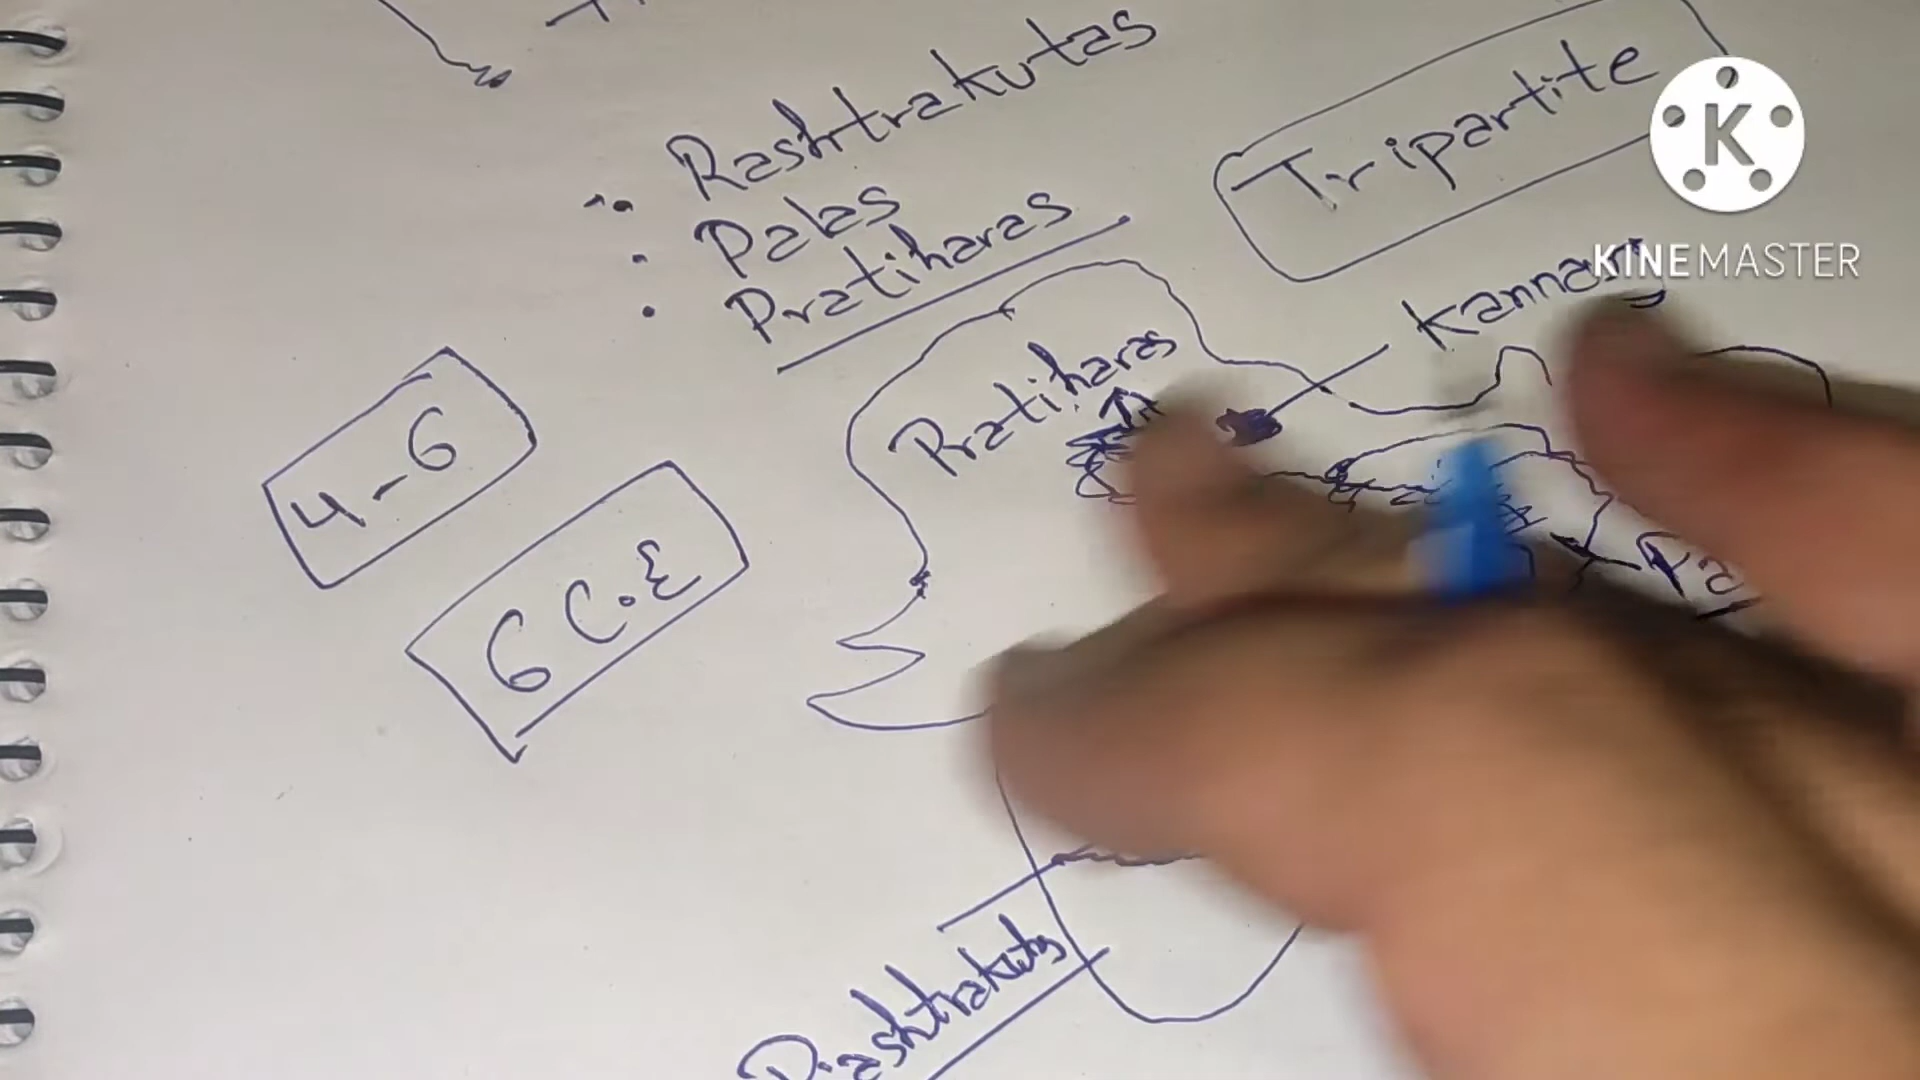 Rashtrakutas
Palas
Pratiharas
Tripartite
K
KINEMASTER
Kannauj
Pratiharas
4-6
6 C.E
Rashtrakutas